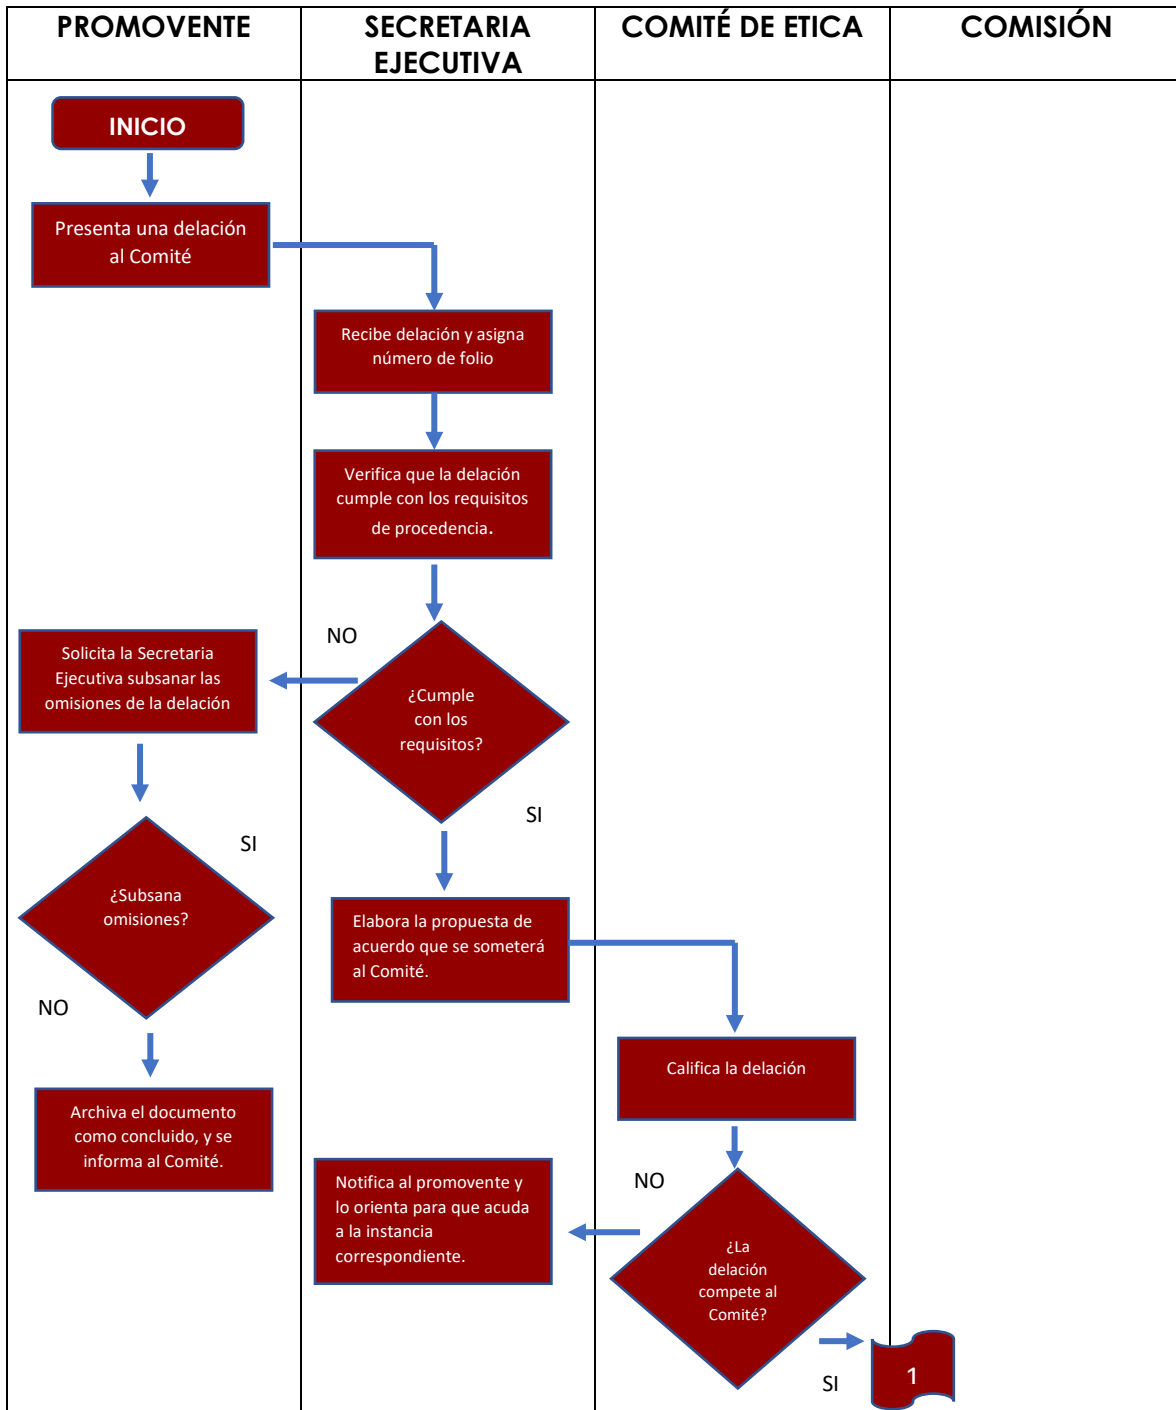 PROMOVENTE
SECRETARIA
EJECUTIVA
COMITÉ DE ETICA
COMISIÓN
INICIO
Presenta una delación
al Comité
Recibe delación y asigna
número de folio
Verifica que la delación
cumple con los requisitos
de procedencia.
NO
Solicita la Secretaria
Ejecutiva subsanar las
omisiones de la delación
¿Cumple
con los
requisitos?
SI
SI
¿Subsana
omisiones?
NO
Elabora la propuesta de
acuerdo que se someterá
al Comité.
Califica la delación
Archiva el documento
como concluido, y se
informa al Comité.
Notifica al promovente y
lo orienta para que acuda
a la instancia
correspondiente.
NO
¿La
delación
compete al
Comité?
SI
1